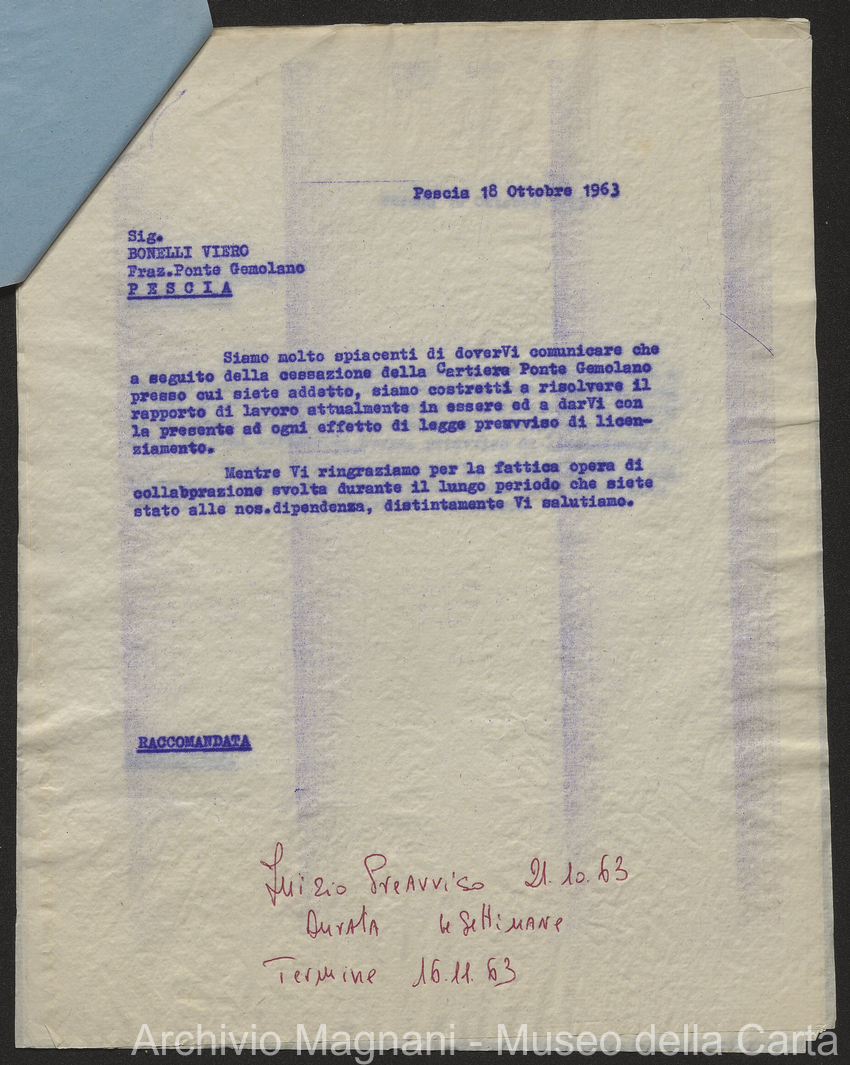 Pescia 18 Ottobre 1963
Sig.
BONELLI VIERO
Fraz.Ponte Gemolano
P E S C I A
Siamo molto spiacenti di doverVi comunicare che
a seguito della cessazione della Cartiera Ponte Gemolano
presso cui siete addetto, siamo costretti a risolvere il
rapporto di lavoro attualmente in essere ed a darVi con
la presente ad ogni effetto di legge preavviso di licen-
ziamento.
Mentre Vi ringraziamo per la fattica opera di
collabprazione svolta durante il lungo periodo che siete
stato alle nos.dipendenza, distintamente Vi salutiamo.
RACCOMANDATA
Inizio Preavviso 21.10.63
Durata 4 Settimane
Termine 16.11.63
Archivio Magnani - Museo della Carta